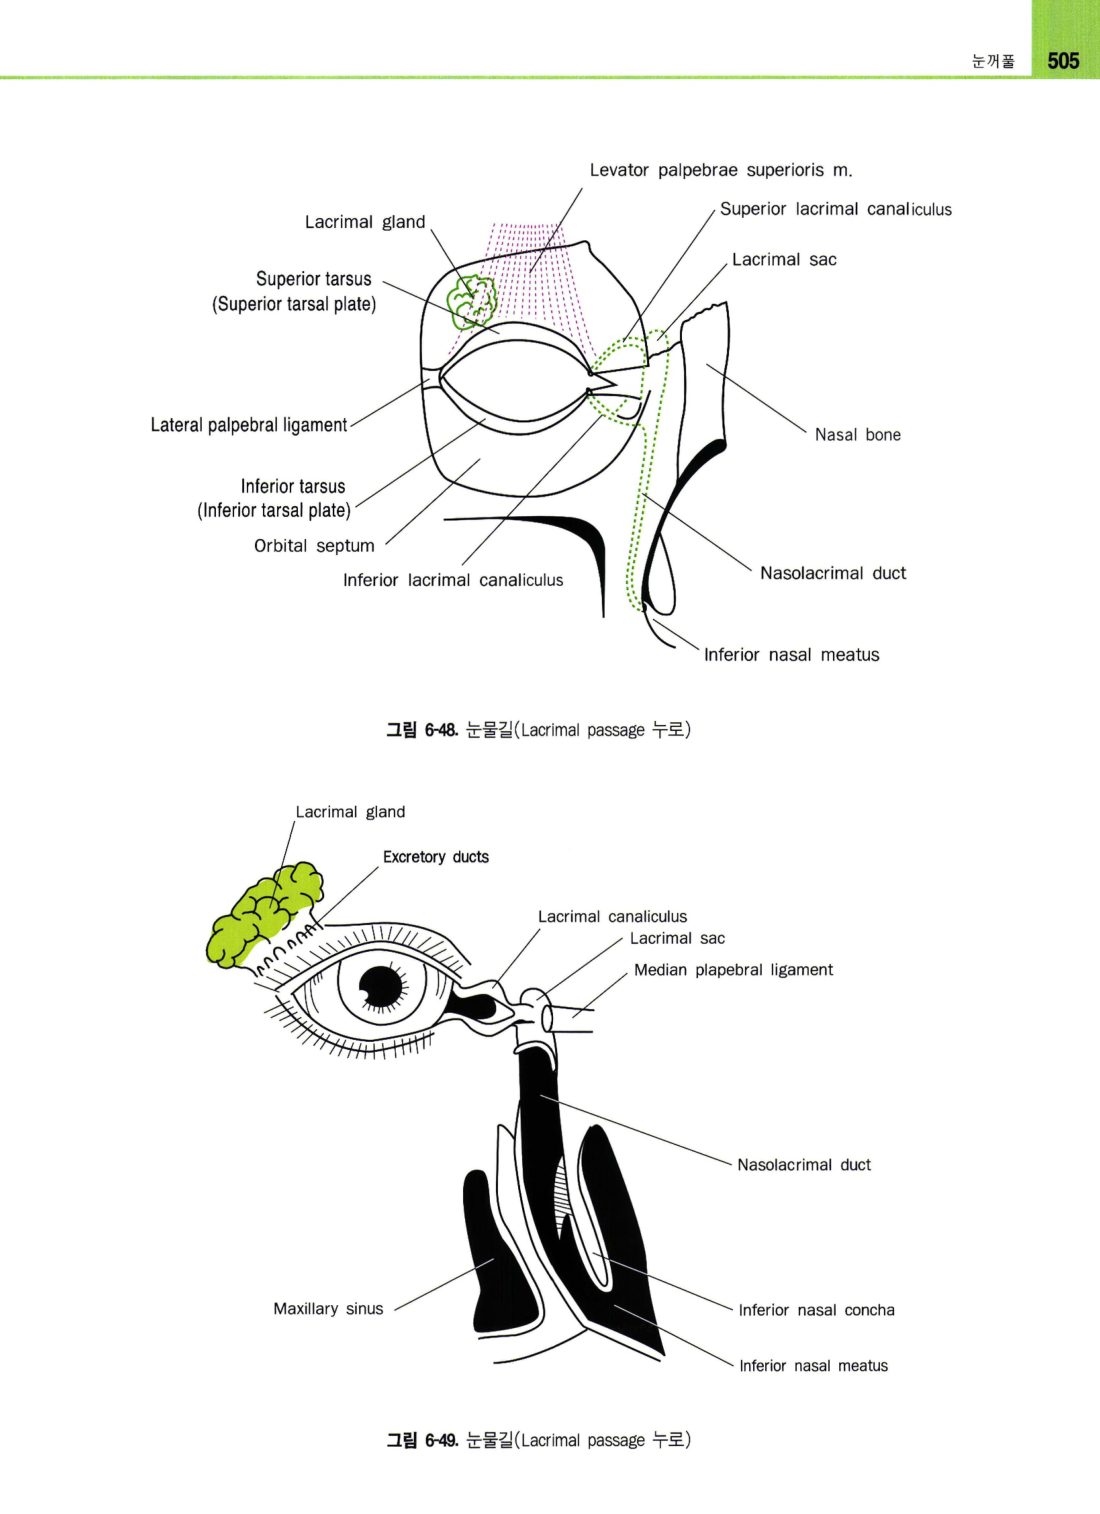 눈꺼풀 505
Levator palpebrae superioris m.
Superior lacrimal canaliculus
Lacrimal gland
Lacrimal sac
Superior tarsus
(Superior tarsal plate)
Lateral palpebral ligament
Nasal bone
Inferior tarsus
(Inferior tarsal plate)
Orbital septum
Nasolacrimal duct
Inferior lacrimal canaliculus
Inferior nasal meatus
그림 6-48. 눈물길(Lacrimal passage 누로)
Lacrimal gland
Excretory ducts
Lacrimal canaliculus
Lacrimal sac
Median plapebral ligament
Nasolacrimal duct
Maxillary sinus
Inferior nasal concha
Inferior nasal meatus
그림 6-49. 눈물길(Lacrimal passage 누로)